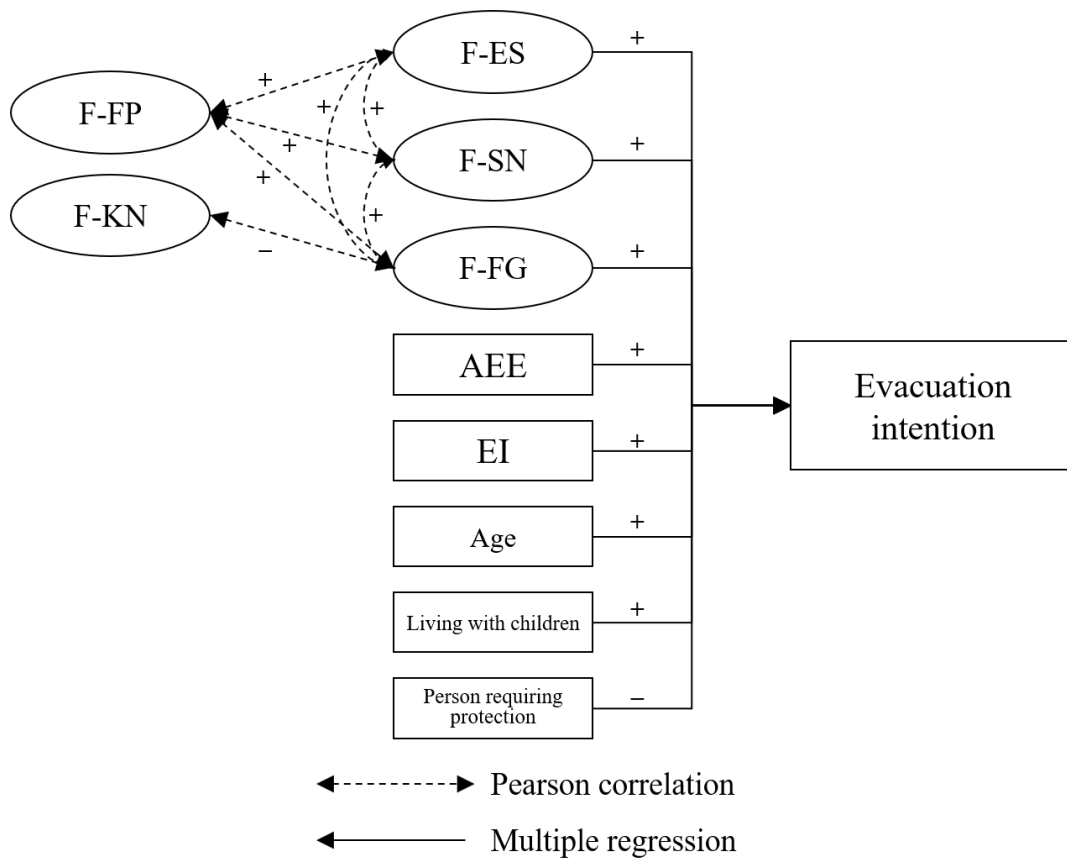 F-ES
+
F-FP
+
+
+
F-SN
+
+
+
F-KN
+
−
F-FG
+
AEE
+
Evacuation
intention
EI
+
Age
+
Living with children
+
Person requiring
protection
−
Pearson correlation
Multiple regression